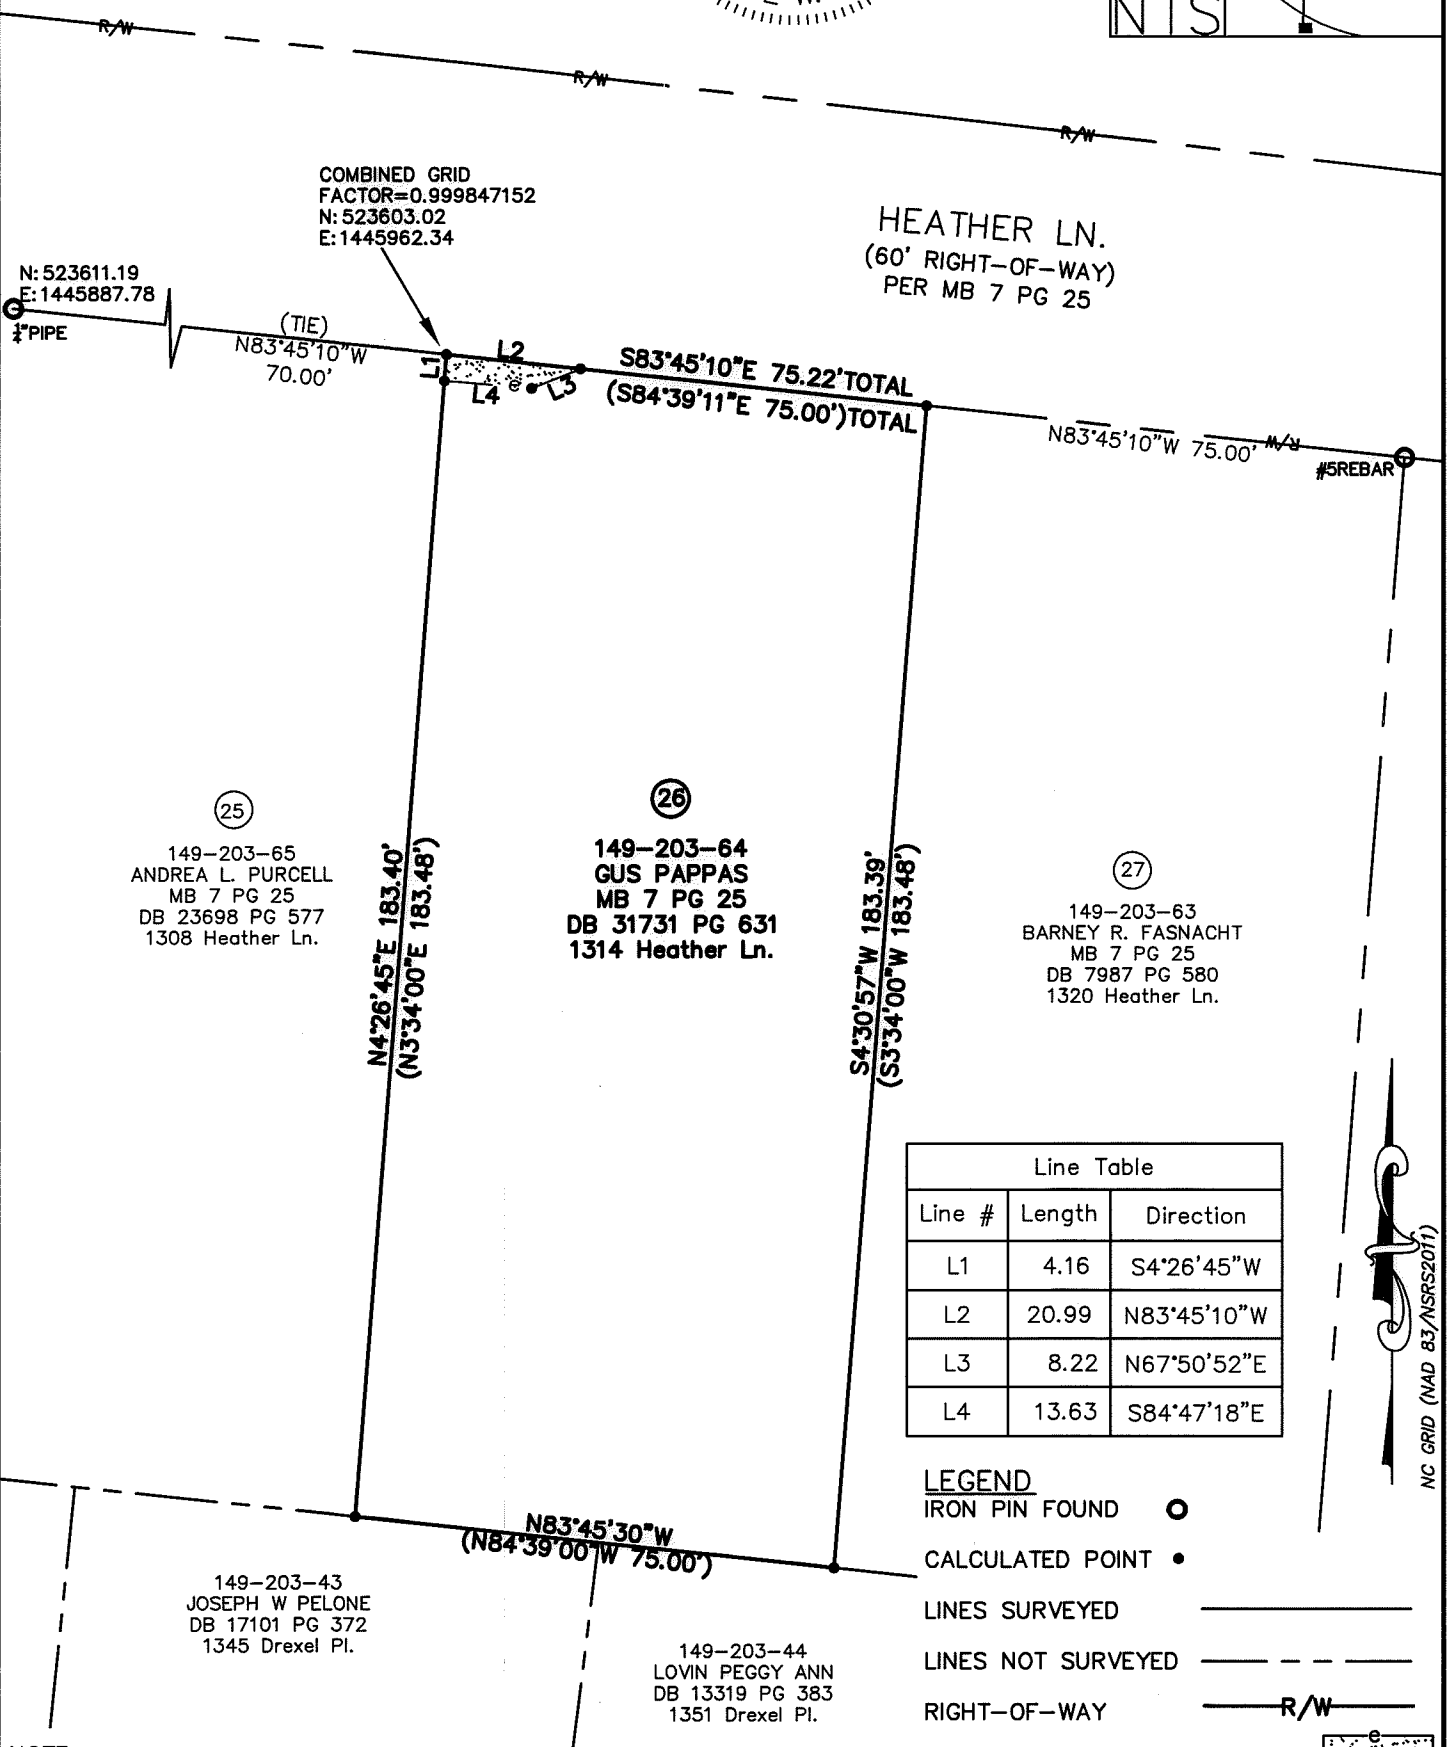 NTS
R/W
R/W
R/W
COMBINED GRID
FACTOR=0.999847152
N: 523603.02
E: 1445962.34
HEATHER LN.
(60' RIGHT-OF-WAY)
PER MB 7 PG 25
N: 523611.19
E: 1445887.78
½"PIPE
(TIE)
N83°45'10"W
70.00'
L1
L2
L3
L4
e
S83°45'10"E 75.22'TOTAL
(S84°39'11"E 75.00')TOTAL
N83°45'10"W 75.00'
R/W
#5REBAR
25
149-203-65
ANDREA L. PURCELL
MB 7 PG 25
DB 23698 PG 577
1308 Heather Ln.
N4°26'45"E 183.40'
(N3°34'00"E 183.48')
26
149-203-64
GUS PAPPAS
MB 7 PG 25
DB 31731 PG 631
1314 Heather Ln.
S4°30'57"W 183.39'
(S3°34'00"W 183.48')
27
149-203-63
BARNEY R. FASNACHT
MB 7 PG 25
DB 7987 PG 580
1320 Heather Ln.
Line Table
Line # Length Direction
L1 4.16 S4°26'45"W
L2 20.99 N83°45'10"W
L3 8.22 N67°50'52"E
L4 13.63 S84°47'18"E
NC GRID (NAD 83/NSRS2011)
N83°45'30"W
(N84°39'00"W 75.00')
149-203-43
JOSEPH W PELONE
DB 17101 PG 372
1345 Drexel Pl.
149-203-44
LOVIN PEGGY ANN
DB 13319 PG 383
1351 Drexel Pl.
LEGEND
IRON PIN FOUND
CALCULATED POINT
LINES SURVEYED
LINES NOT SURVEYED
RIGHT-OF-WAY R/W
e